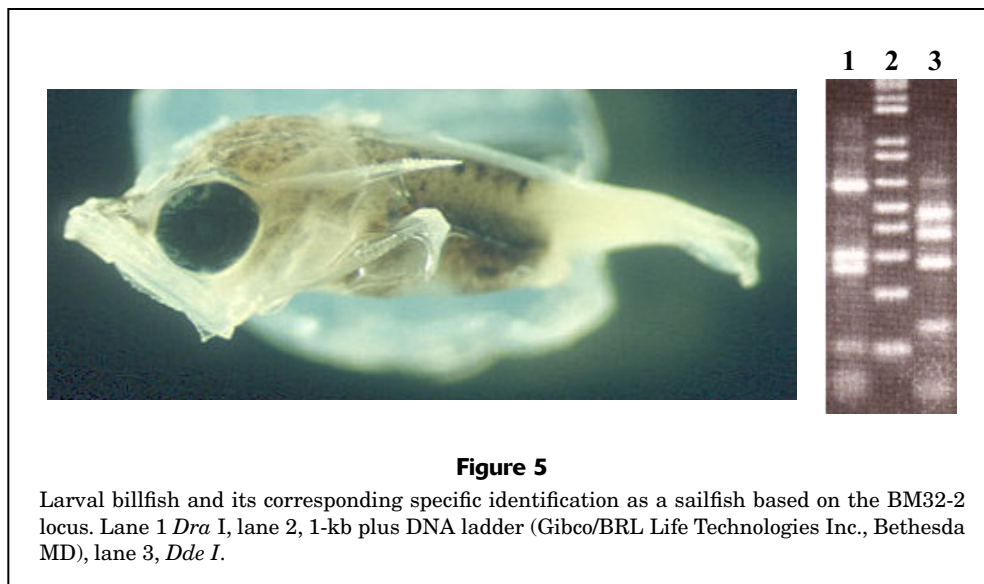 1 2 3
Figure 5
Larval billfish and its corresponding specific identification as a sailfish based on the BM32-2
locus. Lane 1 Dra I, lane 2, 1-kb plus DNA ladder (Gibco/BRL Life Technologies Inc., Bethesda
MD), lane 3, Dde I.